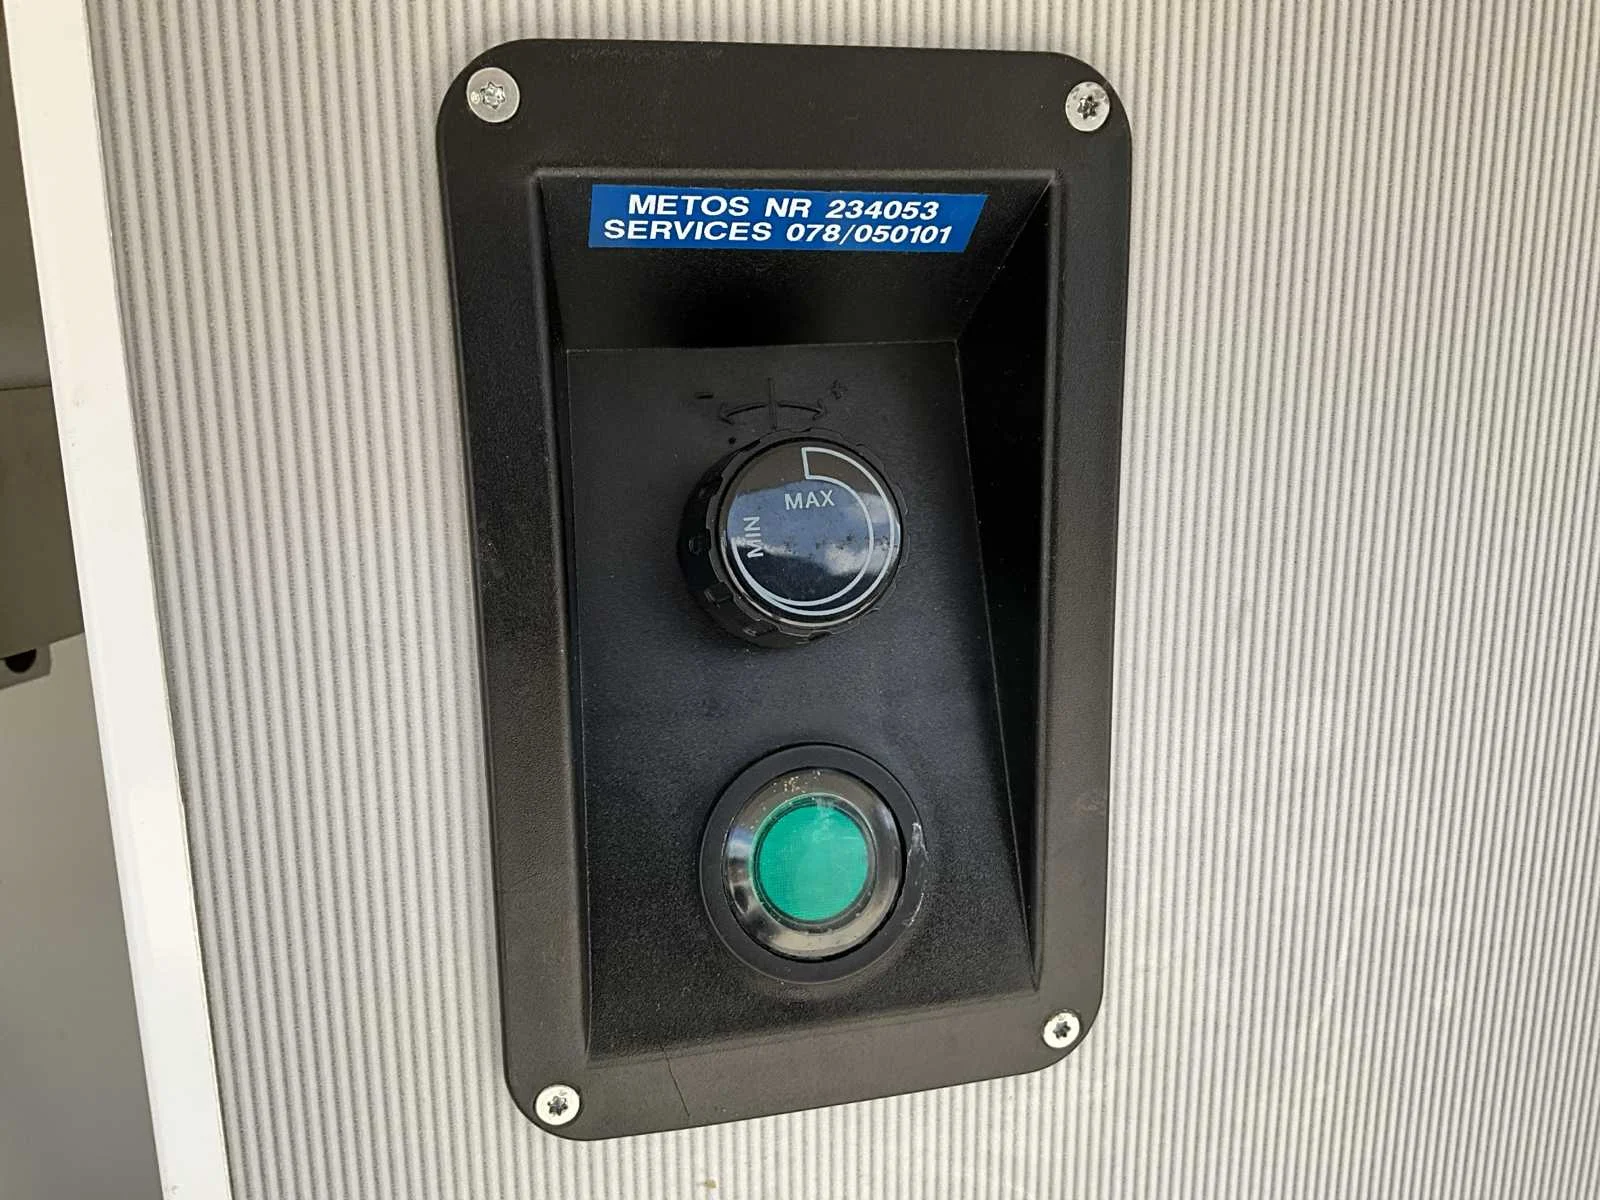 METOS NR 234053
SERVICES 078/050101
- +
MAX
MIN